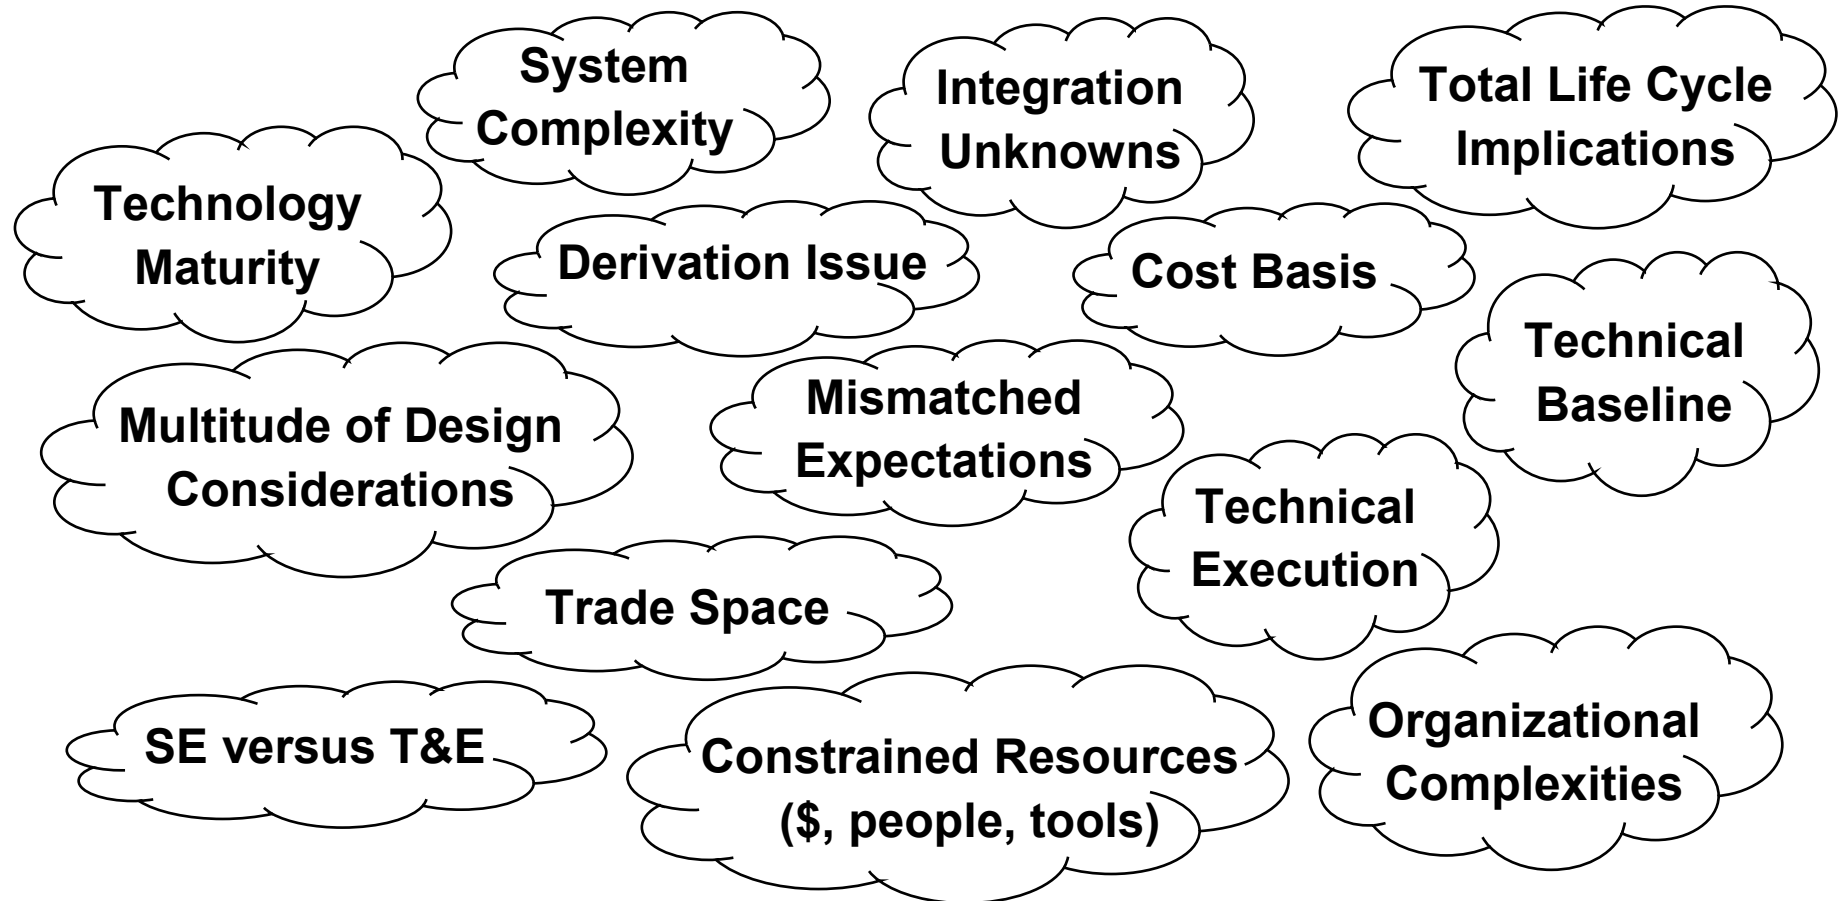 System
Complexity
Integration
Unknowns
Total Life Cycle
Implications
Technology
Maturity
Derivation Issue
Cost Basis
Technical
Baseline
Multitude of Design
Considerations
Mismatched
Expectations
Technical
Execution
Trade Space
SE versus T&E
Constrained Resources
($, people, tools)
Organizational
Complexities